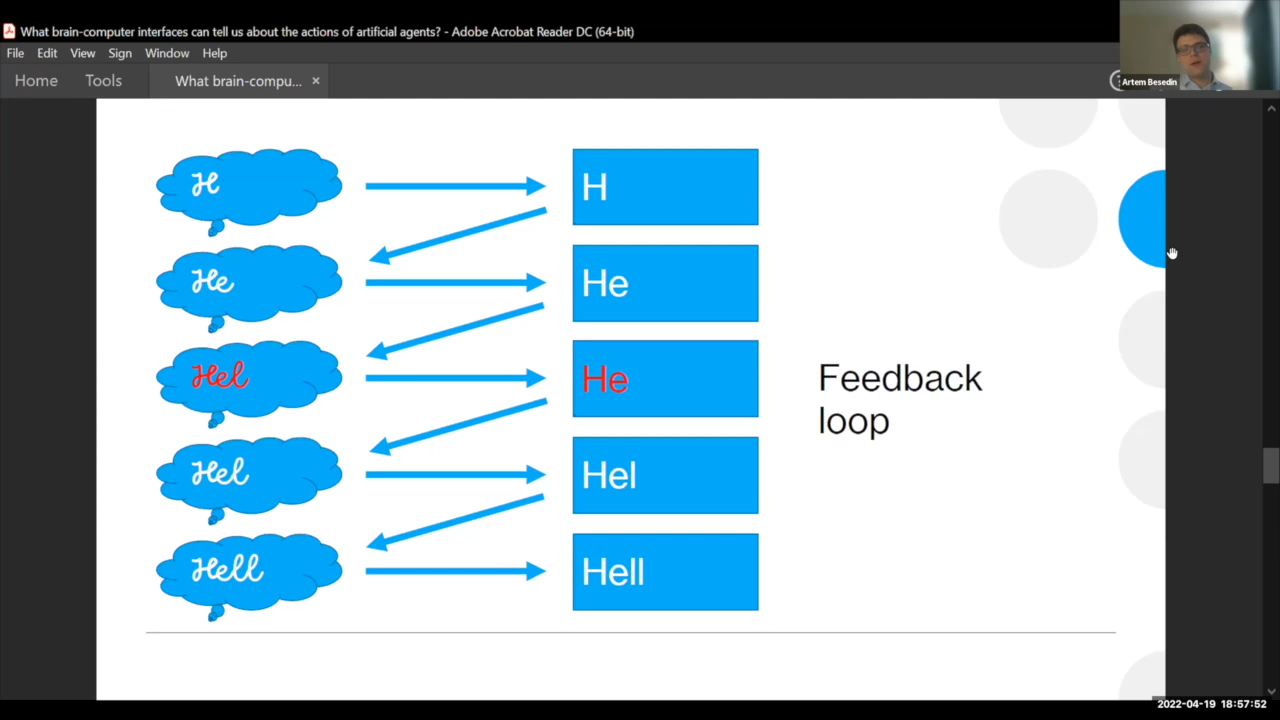 What brain-computer interfaces can tell us about the actions of artificial agents? - Adobe Acrobat Reader DC (64-bit)
File Edit View Sign Window Help
Home Tools What brain-compu... ×
Artem Besedin
H H
He He
Hel He
Feedback
loop
Hel Hel
Hell Hell
2022-04-19 18:57:52